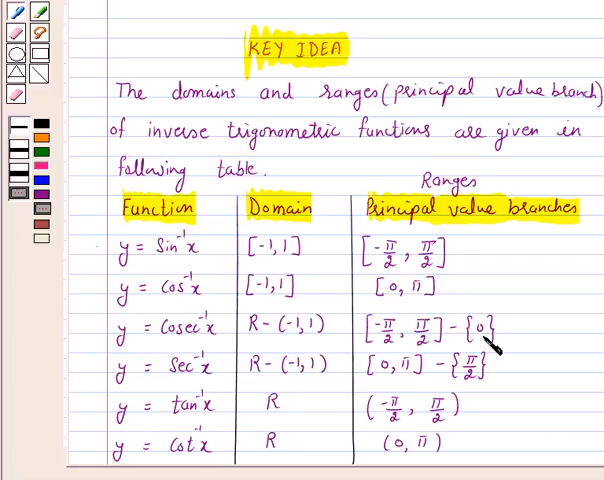 KEY IDEA
The domains and ranges (principal value branch)
of inverse trigonometric functions are given in
following table.
Ranges
Function Domain Principal value branches
y = Sin⁻¹x [-1, 1] [-π/2, π/2]
y = Cos⁻¹x [-1, 1] [0, π]
y = Cosec⁻¹x R - (-1, 1) [-π/2, π/2] - {0}
y = Sec⁻¹x R - (-1, 1) [0, π] - {π/2}
y = tan⁻¹x R (-π/2, π/2)
y = Cot⁻¹x R (0, π)